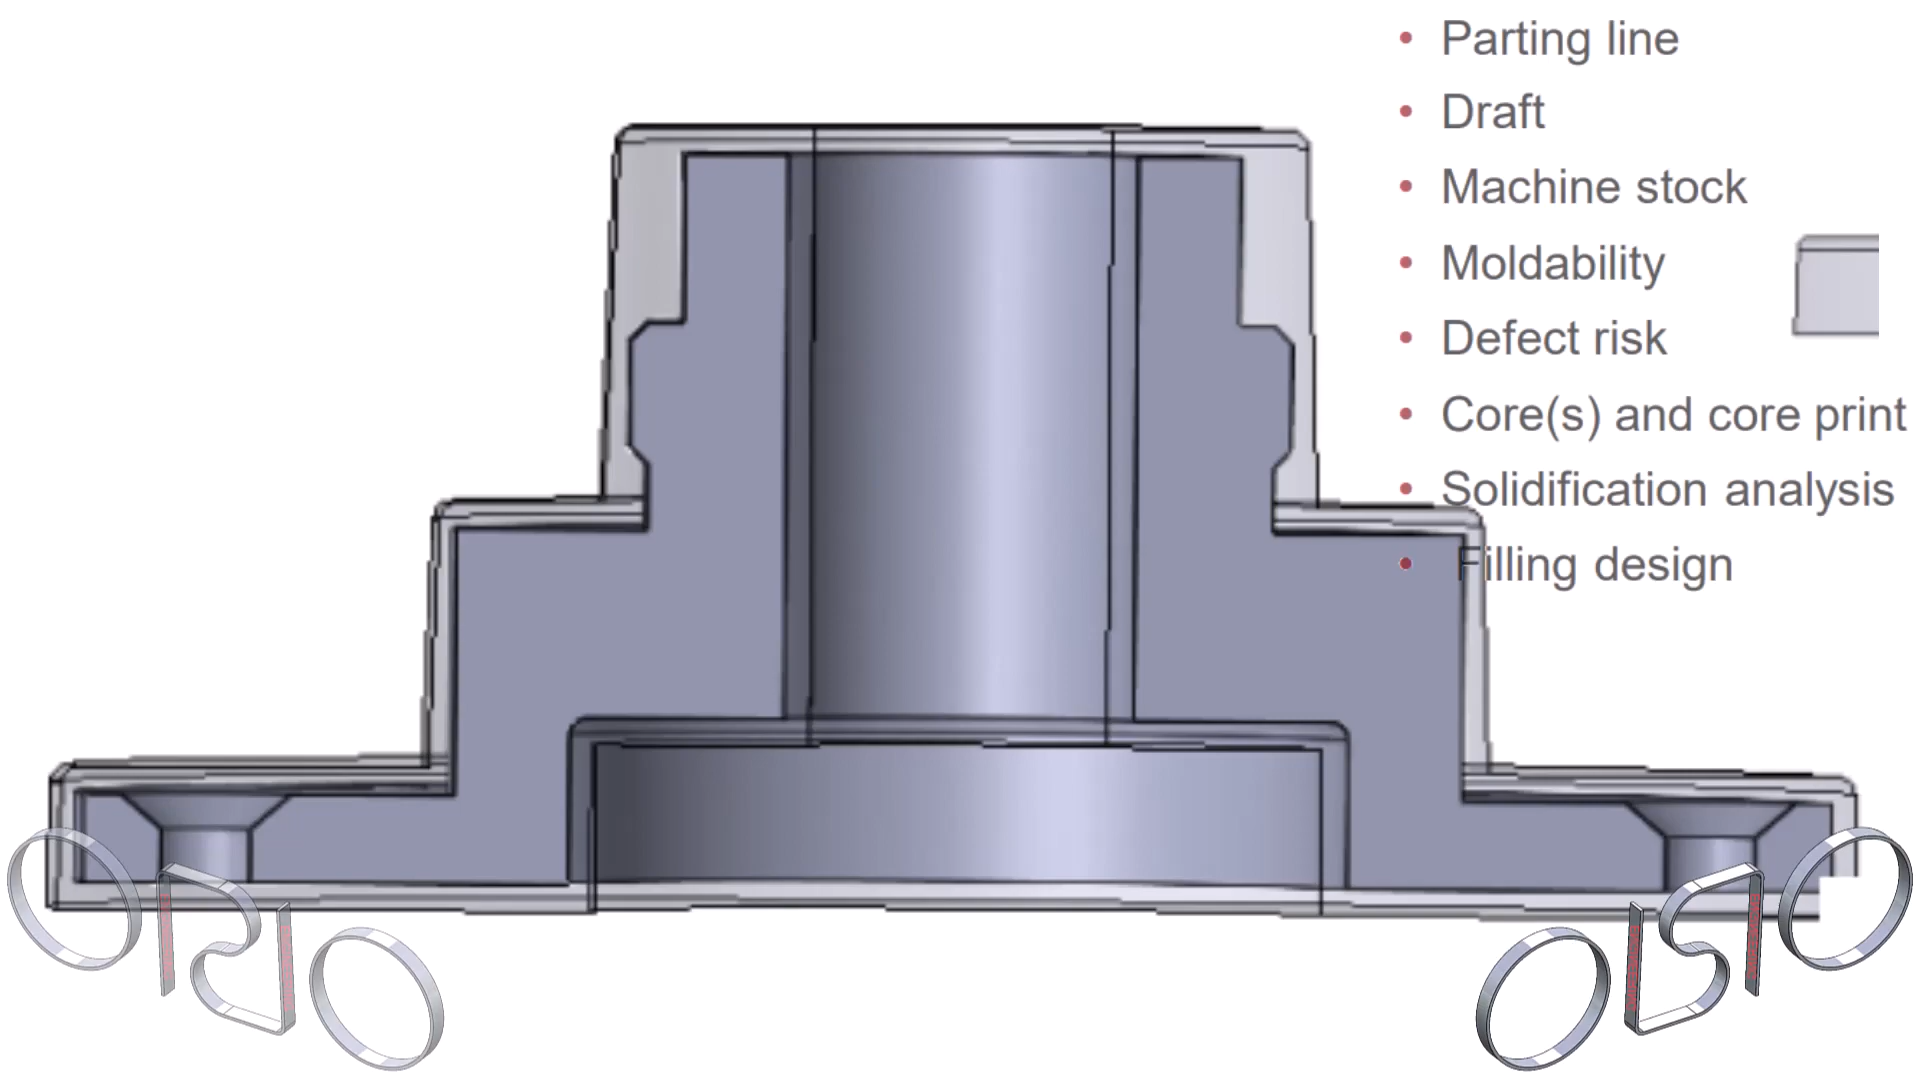 Parting line
Draft
Machine stock
Moldability
Defect risk
Core(s) and core print
Solidification analysis
Filling design